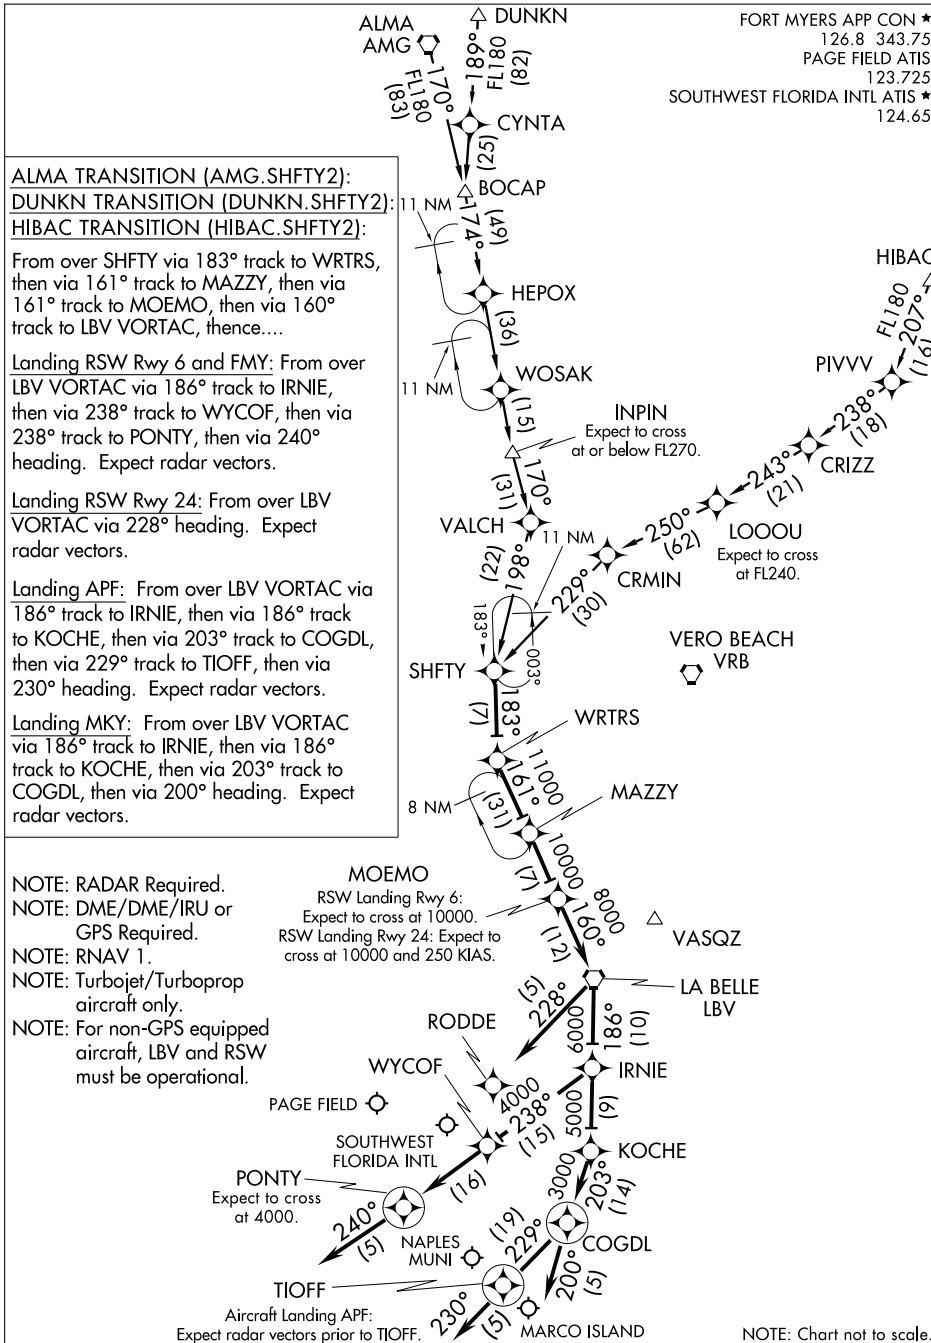 FORT MYERS APP CON ★
126.8 343.75
PAGE FIELD ATIS
123.725
SOUTHWEST FLORIDA INTL ATIS ★
124.65
ALMA
AMG
170°
FL180
(83)
DUNKN
189°
FL180
(82)
CYNTA
(25)
BOCAP
11 NM
174°
(49)
HEPOX
(36)
11 NM
WOSAK
(15)
INPIN
Expect to cross
at or below FL270.
170°
(31)
VALCH
198°
(22)
11 NM
183°
003°
SHFTY
HIBAC
FL180
207°
(16)
PIVVV
238°
(18)
CRIZZ
243°
(21)
LOOOU
Expect to cross
at FL240.
250°
(62)
CRMIN
229°
(30)
VERO BEACH
VRB
ALMA TRANSITION (AMG.SHFTY2):
DUNKN TRANSITION (DUNKN.SHFTY2):
HIBAC TRANSITION (HIBAC.SHFTY2):
From over SHFTY via 183° track to WRTRS,
then via 161° track to MAZZY, then via
161° track to MOEMO, then via 160°
track to LBV VORTAC, thence....
Landing RSW Rwy 6 and FMY: From over
LBV VORTAC via 186° track to IRNIE,
then via 238° track to WYCOF, then via
238° track to PONTY, then via 240°
heading. Expect radar vectors.
Landing RSW Rwy 24: From over LBV
VORTAC via 228° heading. Expect
radar vectors.
Landing APF: From over LBV VORTAC via
186° track to IRNIE, then via 186° track
to KOCHE, then via 203° track to COGDL,
then via 229° track to TIOFF, then via
230° heading. Expect radar vectors.
Landing MKY: From over LBV VORTAC
via 186° track to IRNIE, then via 186°
track to KOCHE, then via 203° track to
COGDL, then via 200° heading. Expect
radar vectors.
183°
(7)
WRTRS
11000
161°
(31)
8 NM
MAZZY
10000
(7)
MOEMO
RSW Landing Rwy 6:
Expect to cross at 10000.
RSW Landing Rwy 24: Expect to
cross at 10000 and 250 KIAS.
8000
160°
(12)
VASQZ
LA BELLE
LBV
NOTE: RADAR Required.
NOTE: DME/DME/IRU or
GPS Required.
NOTE: RNAV 1.
NOTE: Turbojet/Turboprop
aircraft only.
NOTE: For non-GPS equipped
aircraft, LBV and RSW
must be operational.
(5)
228°
6000
186°
(10)
RODDE
IRNIE
WYCOF
4000
238°
(15)
5000
(9)
PAGE FIELD
SOUTHWEST
FLORIDA INTL
KOCHE
(16)
PONTY
Expect to cross
at 4000.
240°
(5)
3000
203°
(14)
COGDL
NAPLES
MUNI
(19)
229°
200°
(5)
TIOFF
Aircraft Landing APF:
Expect radar vectors prior to TIOFF.
230°
(5)
MARCO ISLAND
NOTE: Chart not to scale.